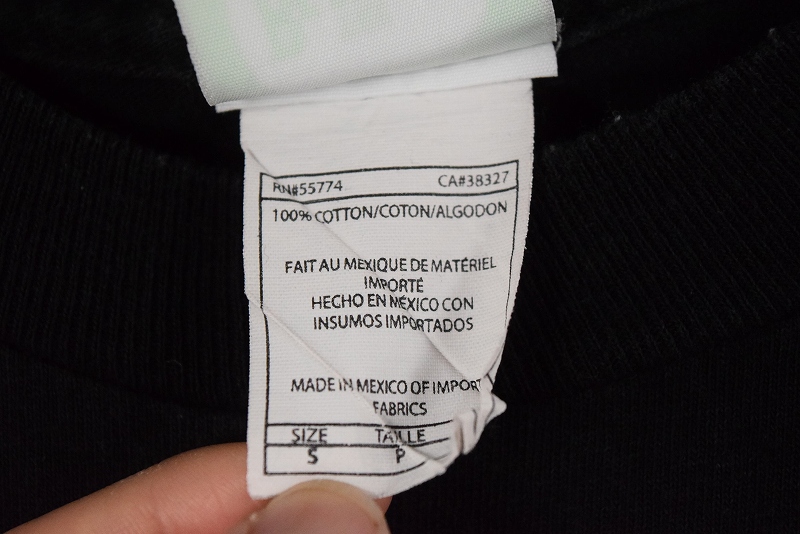 RN#55774 CA#38327
100% COTTON/COTON/ALGODON
FAIT AU MEXIQUE DE MATÉRIEL
IMPORTÉ
HECHO EN MÉXICO CON
INSUMOS IMPORTADOS
MADE IN MEXICO OF IMPORT
FABRICS
SIZE TAILLE
S P